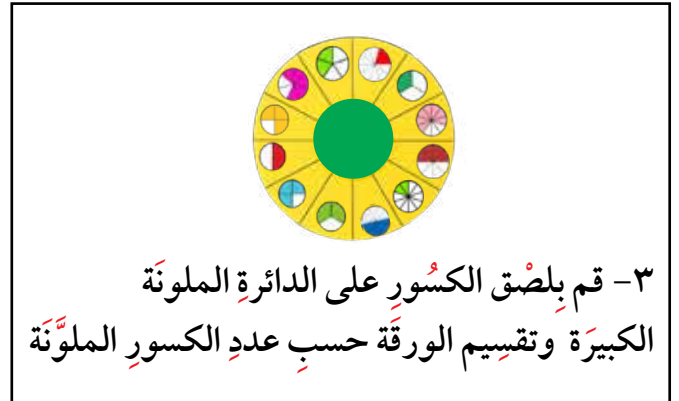 ٣- قم بِلصْق الكسُورِ على الدائرةِ الملونَة
الكبيرَة وتقسِيم الورقَة حسبِ عددِ الكسورِ الملوَّنَة